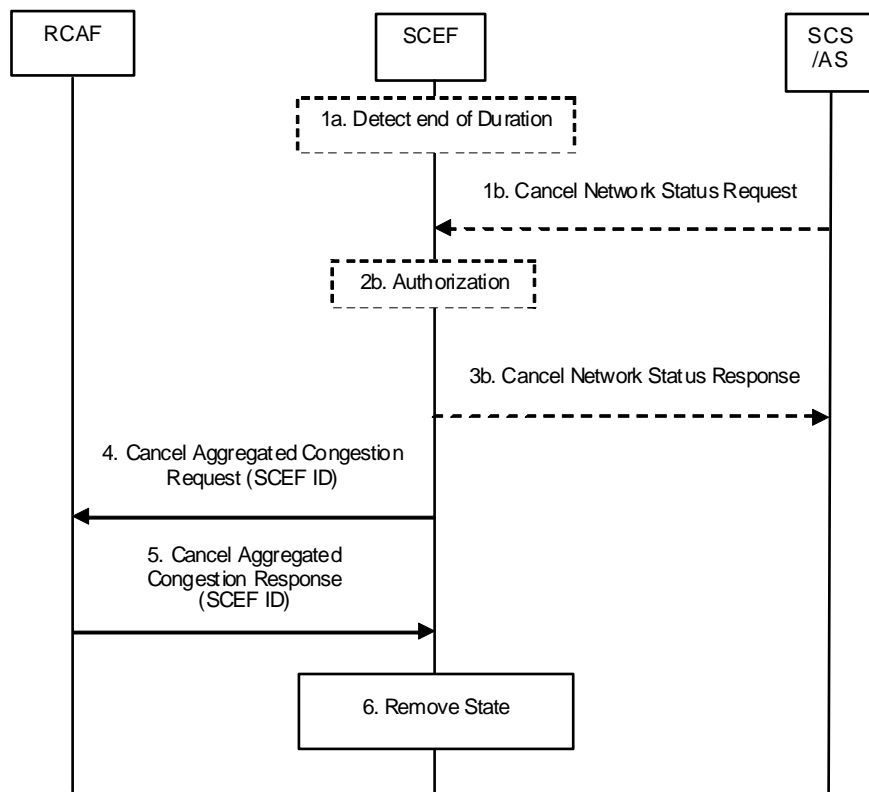 RCAF
SCEF
SCS
/AS
1a. Detect end of Duration
1b. Cancel Network Status Request
2b. Authorization
3b. Cancel Network Status Response
4. Cancel Aggregated Congestion
Request (SCEF ID)
5. Cancel Aggregated
Congestion Response
(SCEF ID)
6. Remove State